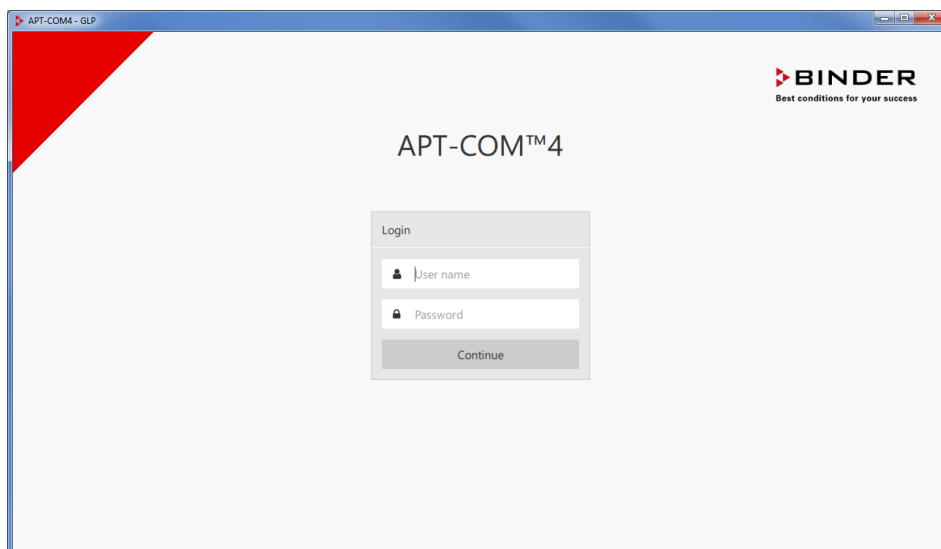 APT-COM4 - GLP
BINDER
Best conditions for your success
APT-COM™4
Login
User name
Password
Continue